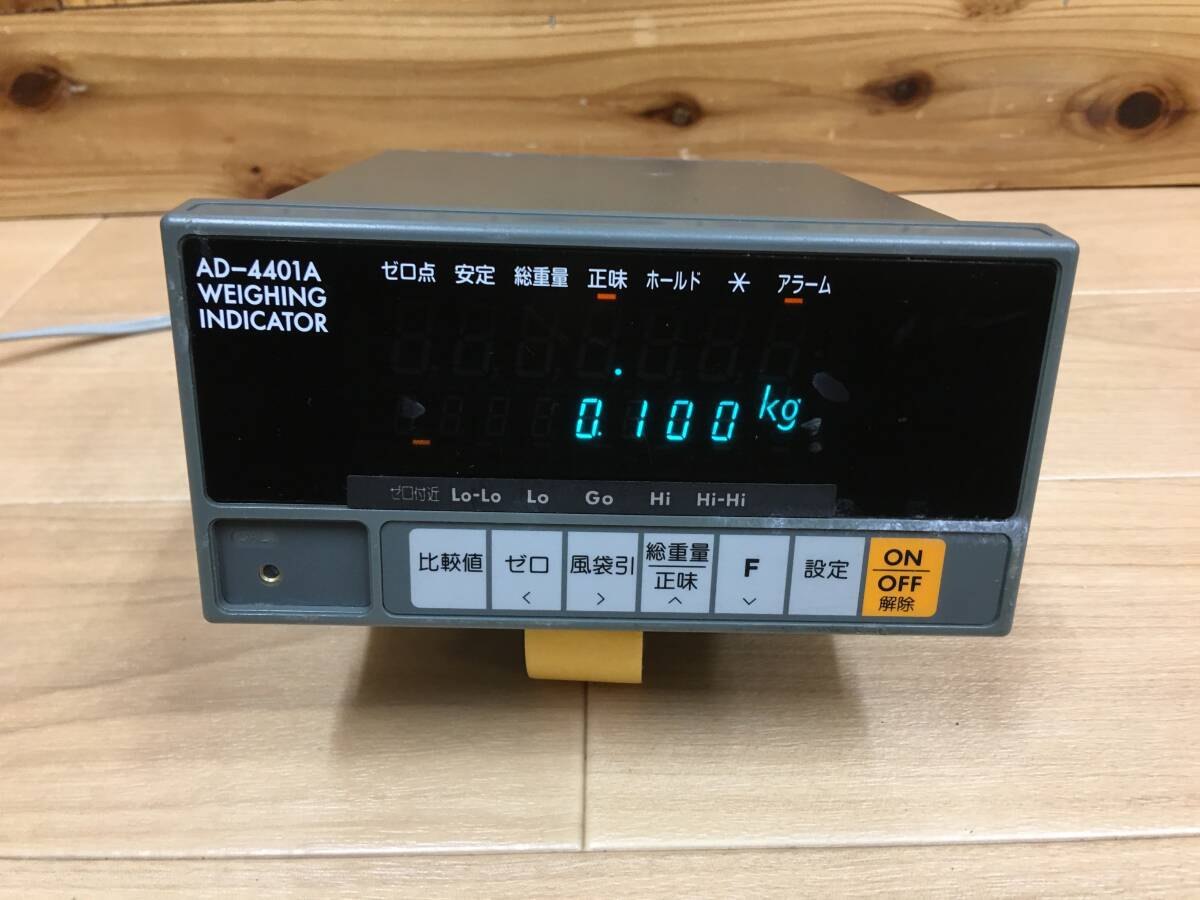 AD-4401A
WEIGHING
INDICATOR
ゼロ点 安定 総重量 正味 ホールド ＊ アラーム
0.100 kg
ゼロ付近 Lo-Lo Lo Go Hi Hi-Hi
比較値
ゼロ
<
風袋引
>
総重量
正味
^
F
v
設定
ON
OFF
解除